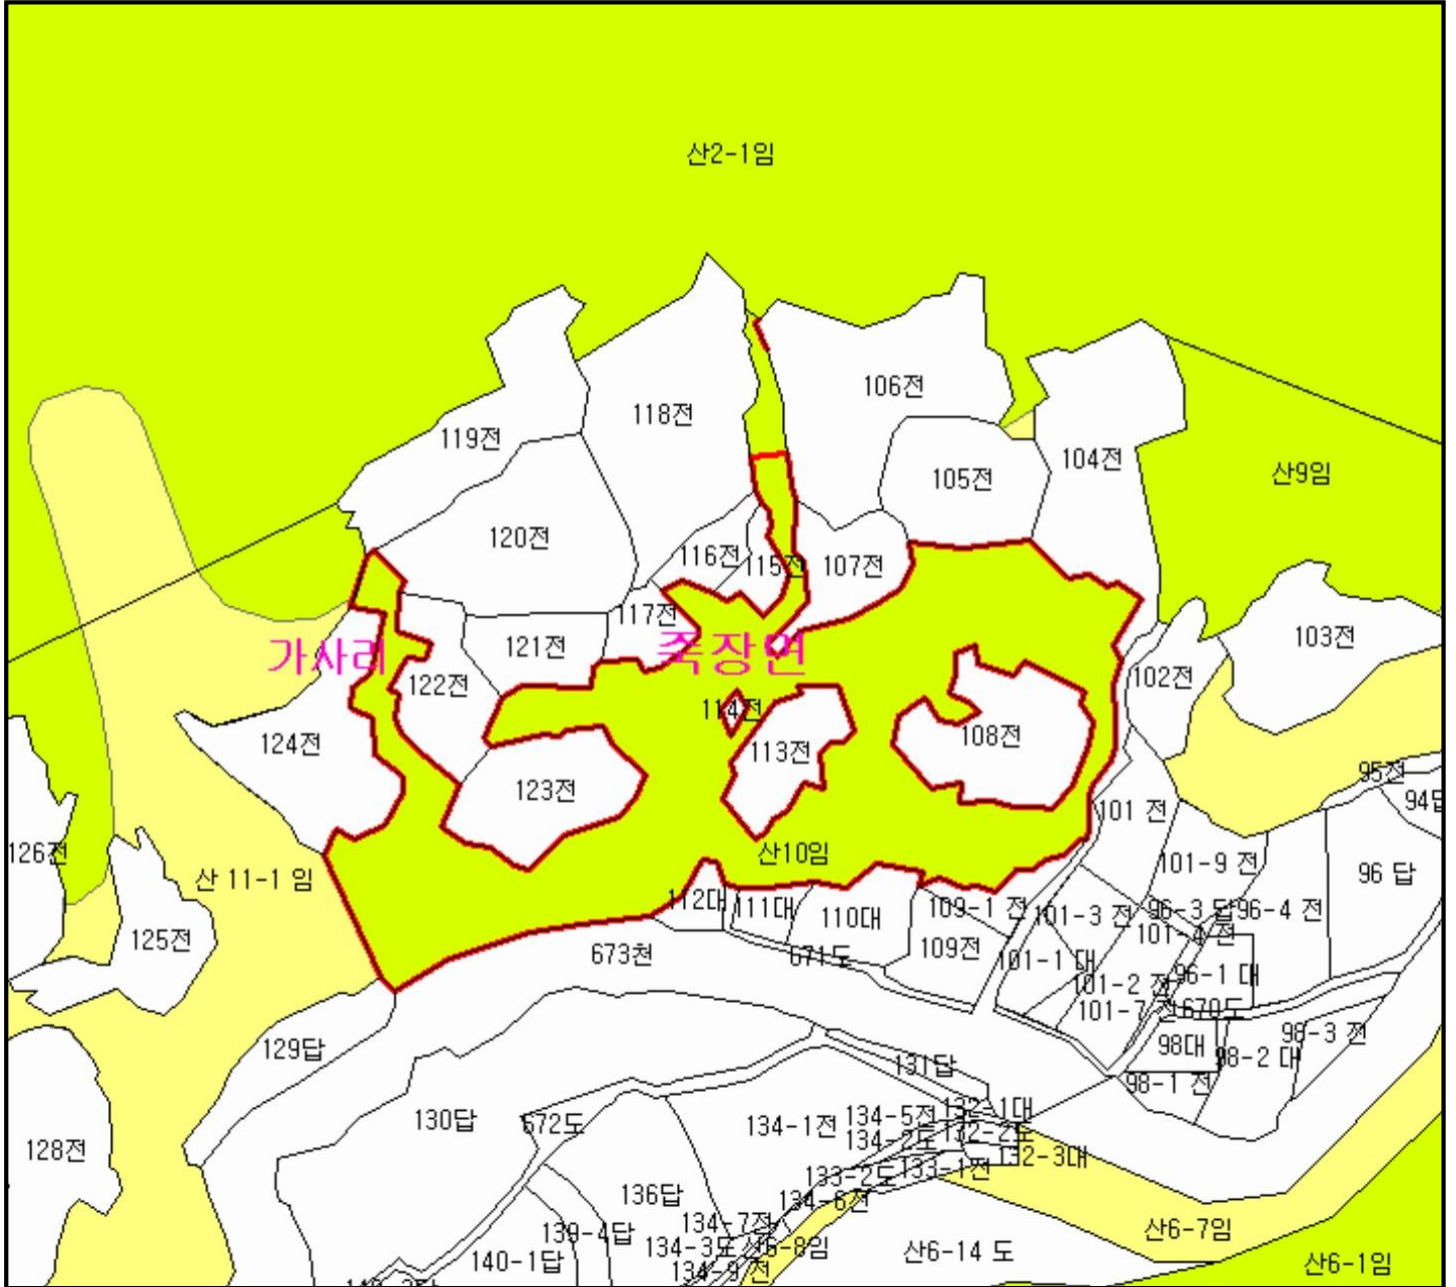 산2-1임
106전
118전
119전
104전
산9임
105전
120전
116전
115전
107전
117전
103전
121전
가사리
죽장면
102전
122전
114전
124전
108전
113전
95전
123전
94답
101 전
126전
산10임
101-9 전
96 답
산 11-1 임
112대
111대
110대
109-1 전
101-3 전
96-3 답
96-4 전
101-4 전
125전
109전
673천
671도
101-1 대
96-1 대
101-2 전
101-7 전
670도
98-3 전
98대
129답
98-2 대
131답
98-1 전
132-1대
130답
672도
134-1전
134-5전
132-2도
134-2도
128전
132-3대
133-2도
133-1전
136답
134-6전
134-7전
139-4답
산6-7임
134-3도
산6-8임
산6-14 도
140-1답
산6-1임
134-9 전